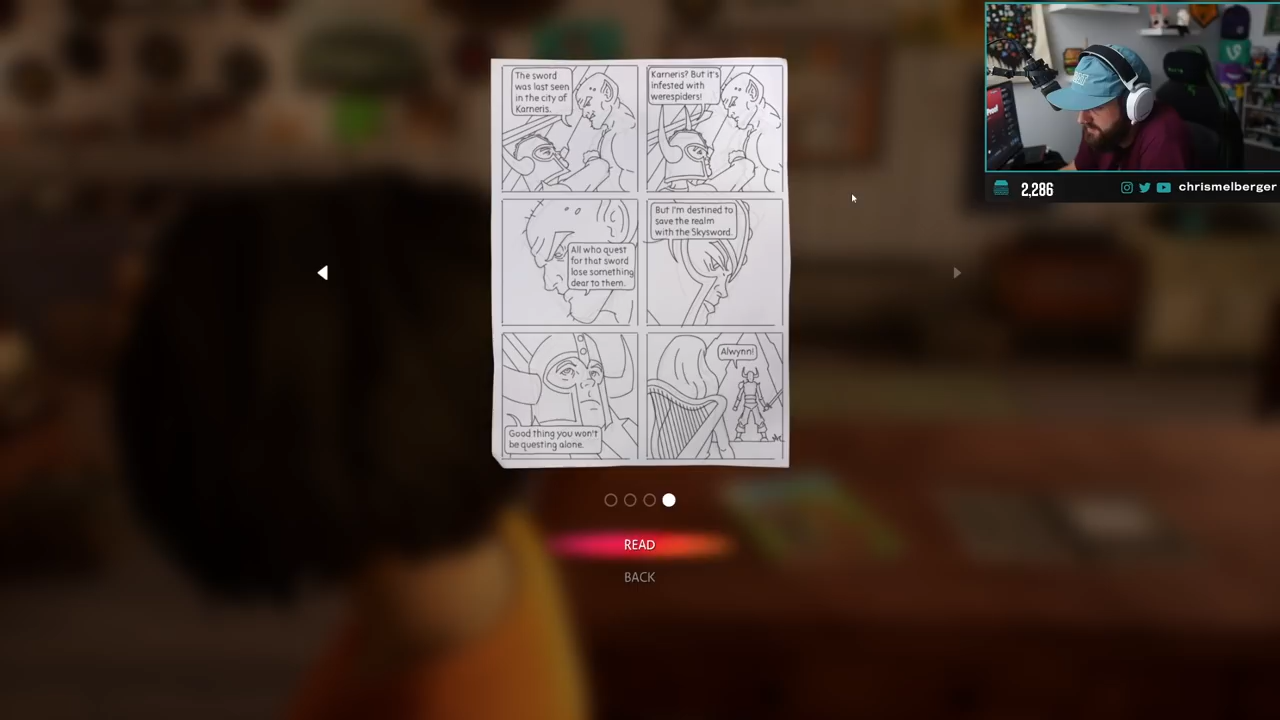 The sword
was last seen
in the city of
Karneris.
Karneris? But it's
infested with
werespiders!
All who quest
for that sword
lose something
dear to them.
But I'm destined to
save the realm
with the Skysword.
Good thing you won't
be questing alone.
Alwynn!
READ
BACK
2,286
chrismelberger